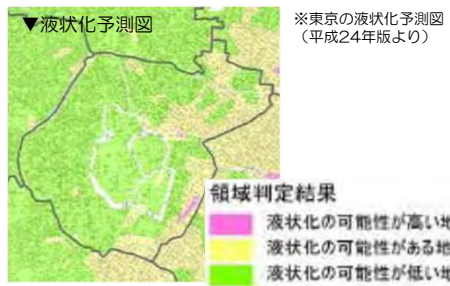 ▼液状化予測図
※東京の液状化予測図
（平成24年版より）
領域判定結果
液状化の可能性が高い地
液状化の可能性がある地
液状化の可能性が低い地